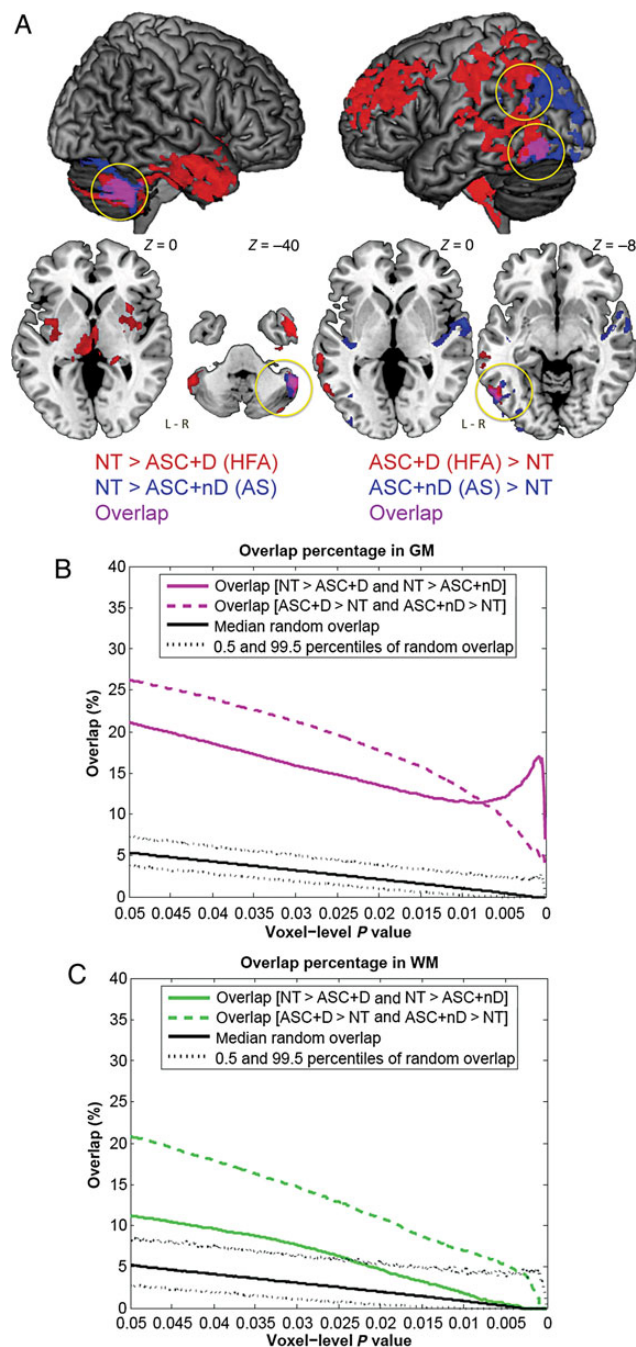 A
Z = 0
Z = –40
Z = 0
Z = –8
L - R
L - R
NT > ASC+D (HFA)
NT > ASC+nD (AS)
Overlap
ASC+D (HFA) > NT
ASC+nD (AS) > NT
Overlap
B
Overlap percentage in GM
Overlap [NT > ASC+D and NT > ASC+nD]
Overlap [ASC+D > NT and ASC+nD > NT]
Median random overlap
0.5 and 99.5 percentiles of random overlap
Overlap (%)
40
35
30
25
20
15
10
5
0
0.05 0.045 0.04 0.035 0.03 0.025 0.02 0.015 0.01 0.005 0
Voxel–level P value
C
Overlap percentage in WM
Overlap [NT > ASC+D and NT > ASC+nD]
Overlap [ASC+D > NT and ASC+nD > NT]
Median random overlap
0.5 and 99.5 percentiles of random overlap
Overlap (%)
40
35
30
25
20
15
10
5
0
0.05 0.045 0.04 0.035 0.03 0.025 0.02 0.015 0.01 0.005 0
Voxel–level P value